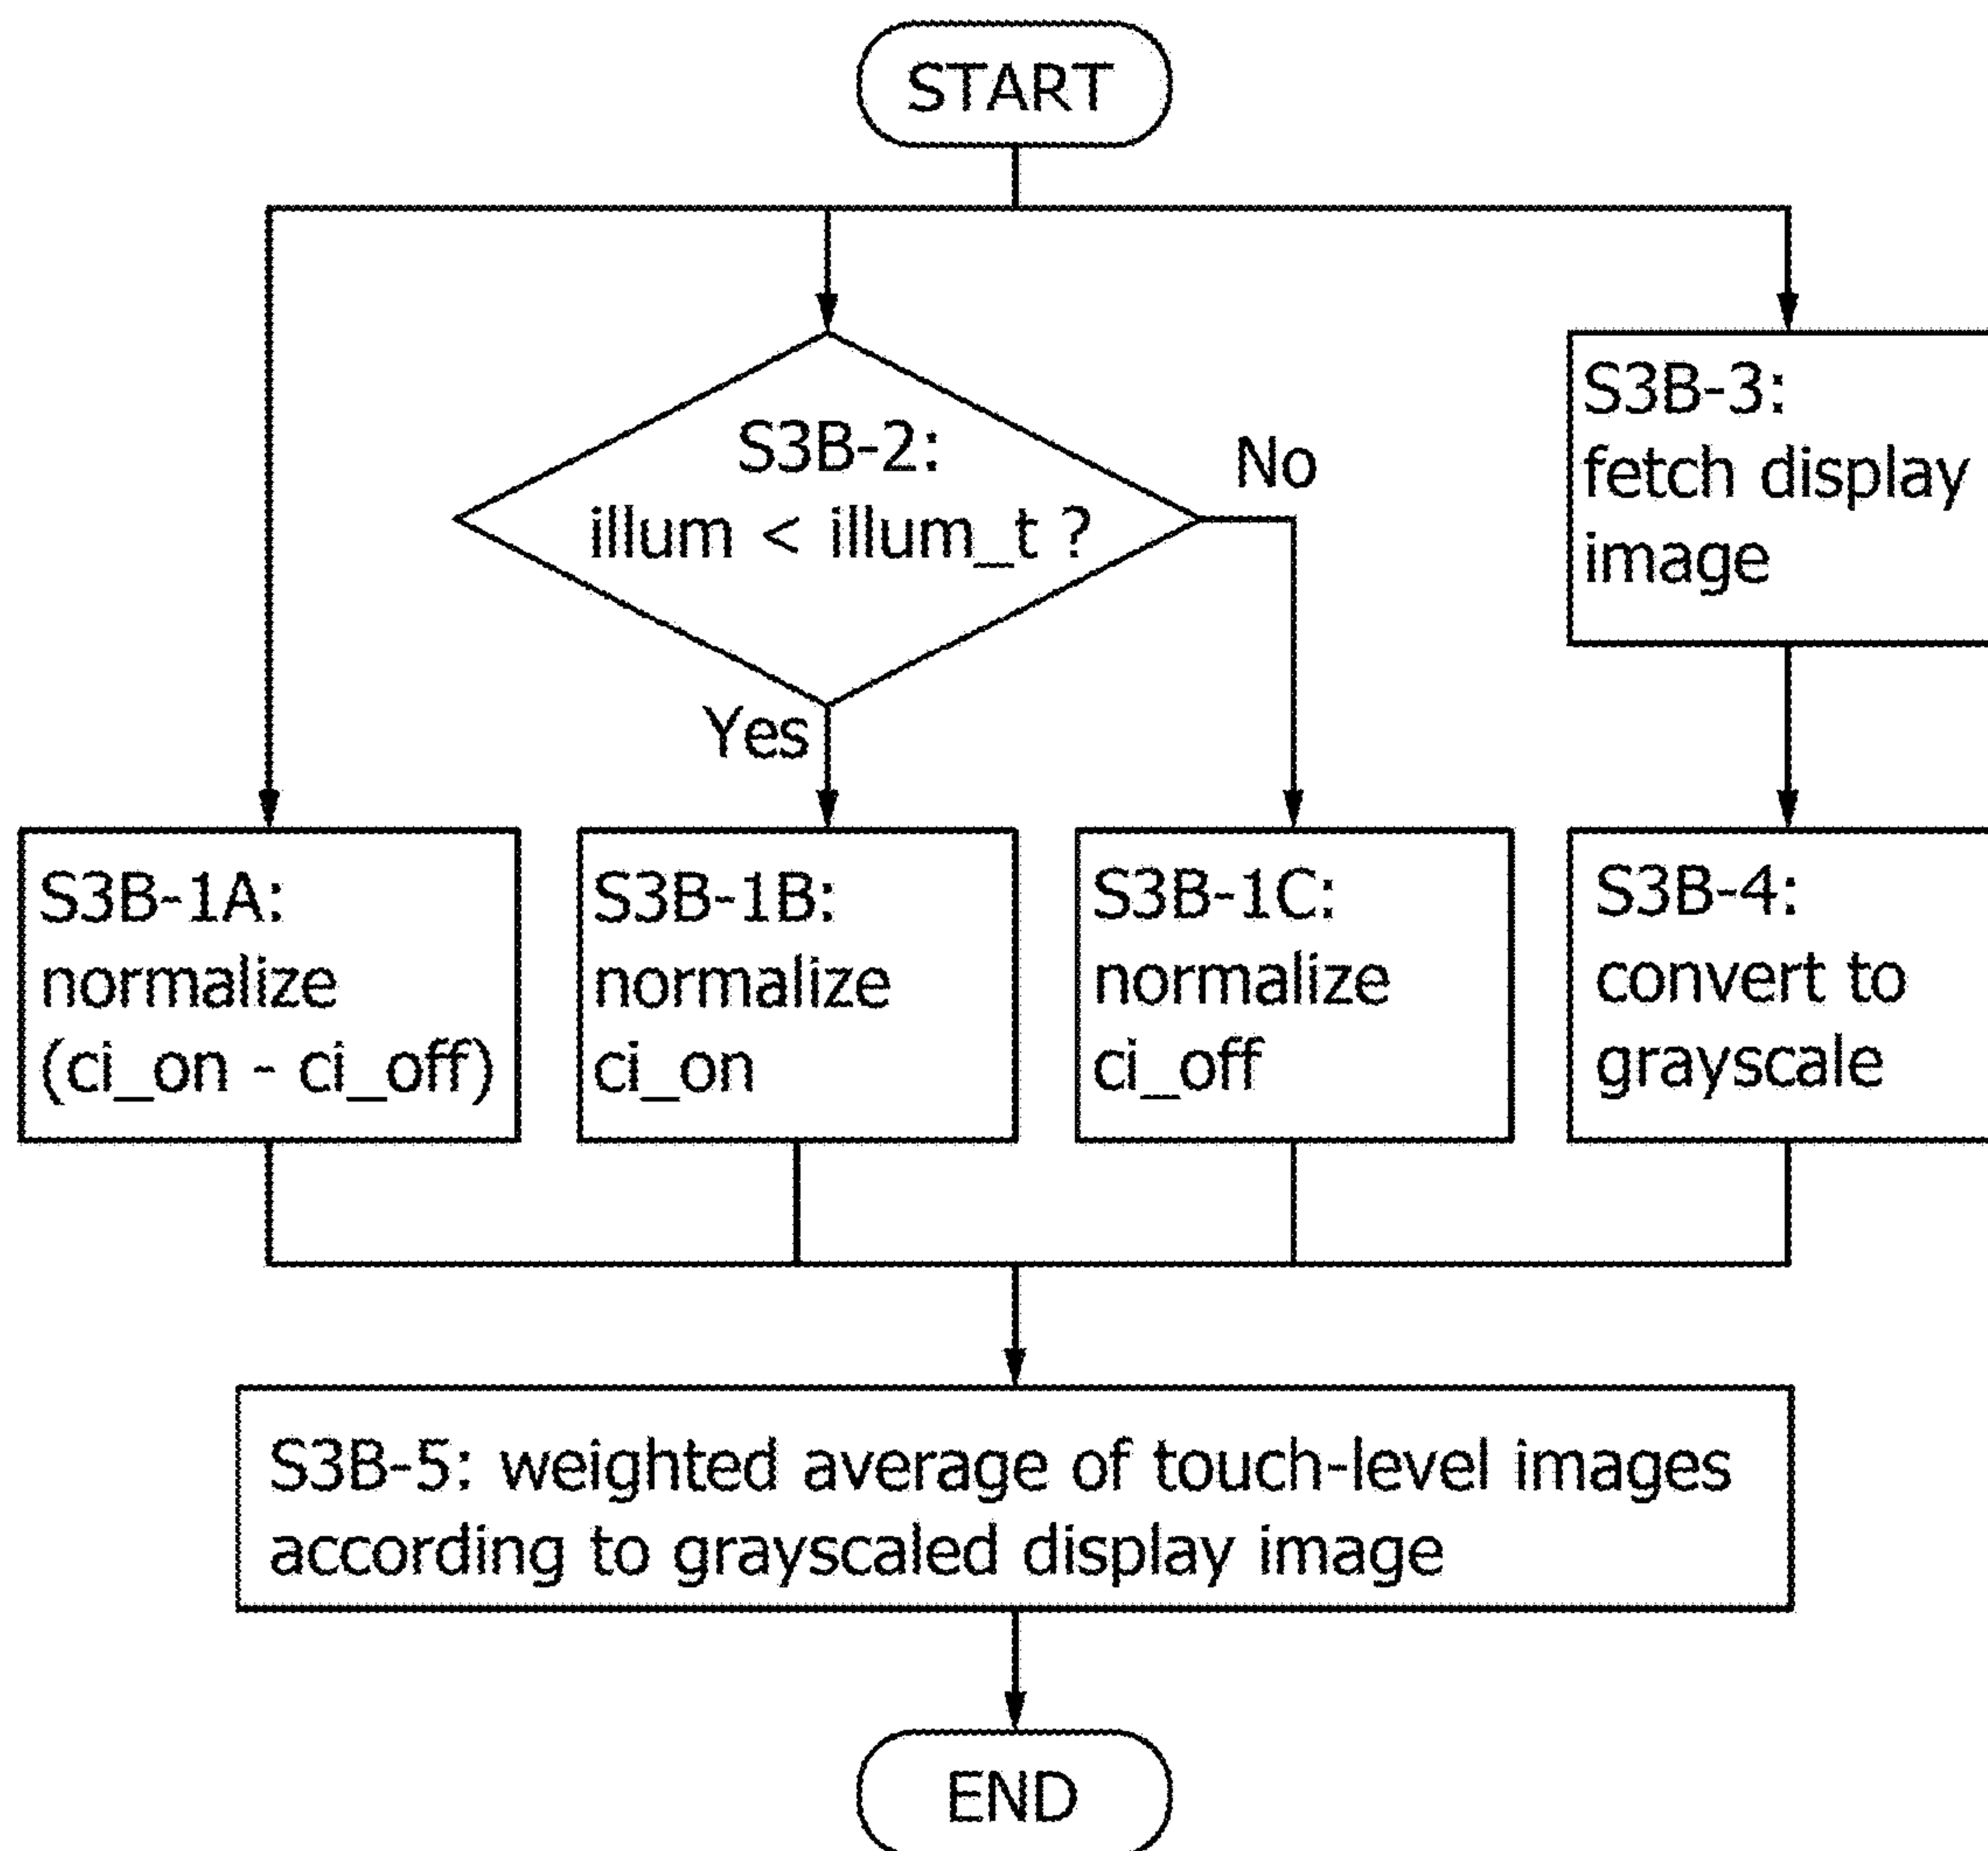 START
S3B-2:
illum < illum_t ?
No
Yes
S3B-3:
fetch display
image
S3B-1A:
normalize
(ci_on - ci_off)
S3B-1B:
normalize
ci_on
S3B-1C:
normalize
ci_off
S3B-4:
convert to
grayscale
S3B-5: weighted average of touch-level images
according to grayscaled display image
END